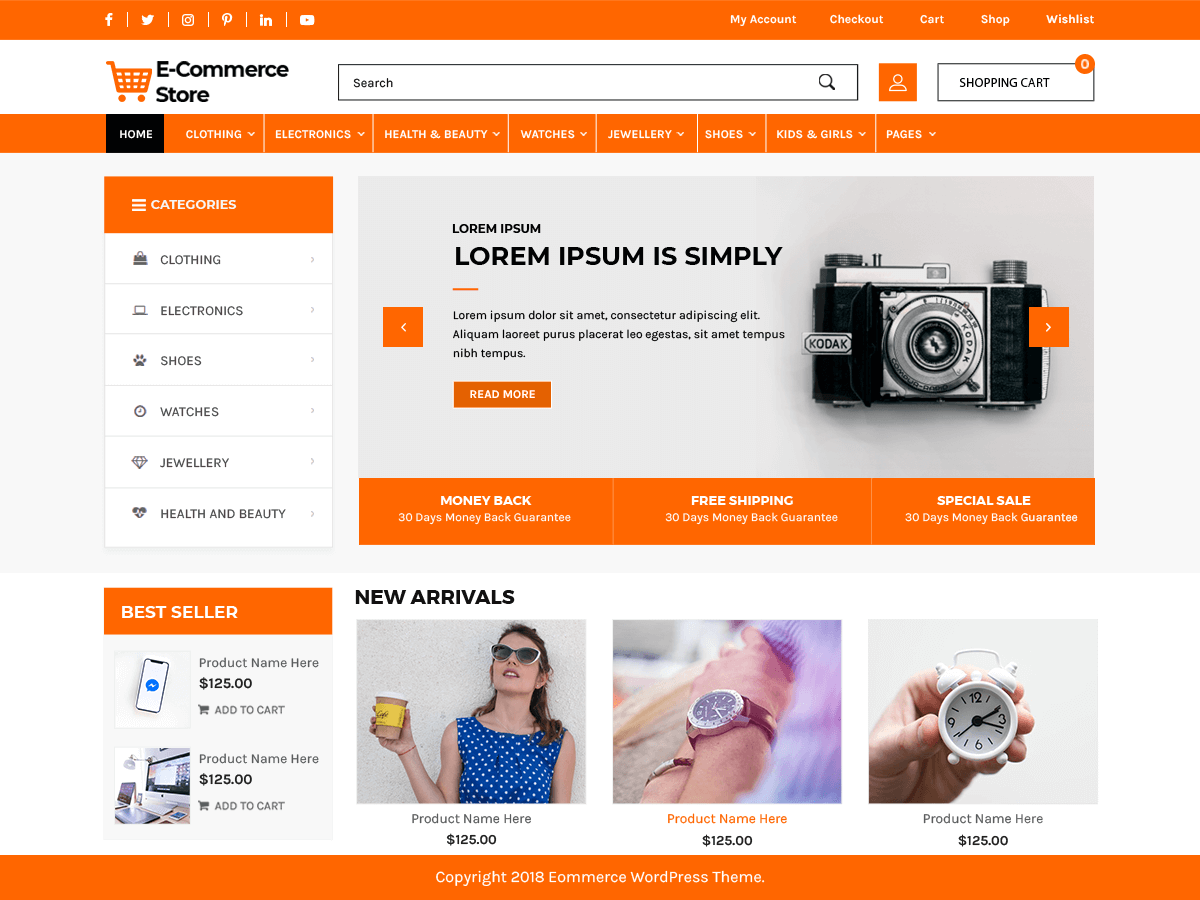 My Account Checkout Cart Shop Wishlist
E-Commerce
Store
Search
SHOPPING CART
0
HOME CLOTHING ELECTRONICS HEALTH & BEAUTY WATCHES JEWELLERY SHOES KIDS & GIRLS PAGES
CATEGORIES
CLOTHING
ELECTRONICS
SHOES
WATCHES
JEWELLERY
HEALTH AND BEAUTY
LOREM IPSUM
LOREM IPSUM IS SIMPLY
Lorem ipsum dolor sit amet, consectetur adipiscing elit.
Aliquam laoreet purus placerat leo egestas, sit amet tempus
nibh tempus.
READ MORE
KODAK
KODAK
MONEY BACK
30 Days Money Back Guarantee
FREE SHIPPING
30 Days Money Back Guarantee
SPECIAL SALE
30 Days Money Back Guarantee
BEST SELLER
Product Name Here
$125.00
ADD TO CART
Product Name Here
$125.00
ADD TO CART
NEW ARRIVALS
Product Name Here
$125.00
Product Name Here
$125.00
12
3
6
9
Product Name Here
$125.00
Copyright 2018 Eommerce WordPress Theme.